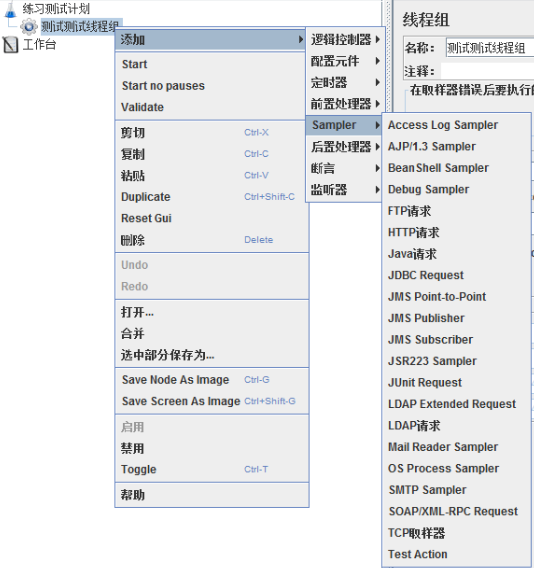 练习测试计划
测试测试线程组
工作台
添加
Start
Start no pauses
Validate
剪切 Ctrl-X
复制 Ctrl-C
粘贴 Ctrl-V
Duplicate Ctrl+Shift-C
Reset Gui
删除 Delete
Undo
Redo
打开...
合并
选中部分保存为...
Save Node As Image Ctrl-G
Save Screen As Image Ctrl+Shift-G
启用
禁用
Toggle Ctrl-T
帮助
逻辑控制器
配置元件
定时器
前置处理器
Sampler
后置处理器
断言
监听器
Access Log Sampler
AJP/1.3 Sampler
BeanShell Sampler
Debug Sampler
FTP请求
HTTP请求
Java请求
JDBC Request
JMS Point-to-Point
JMS Publisher
JMS Subscriber
JSR223 Sampler
JUnit Request
LDAP Extended Request
LDAP请求
Mail Reader Sampler
OS Process Sampler
SMTP Sampler
SOAP/XML-RPC Request
TCP取样器
Test Action
线程组
名称: 测试测试线程组
注释:
在取样器错误后要执行的